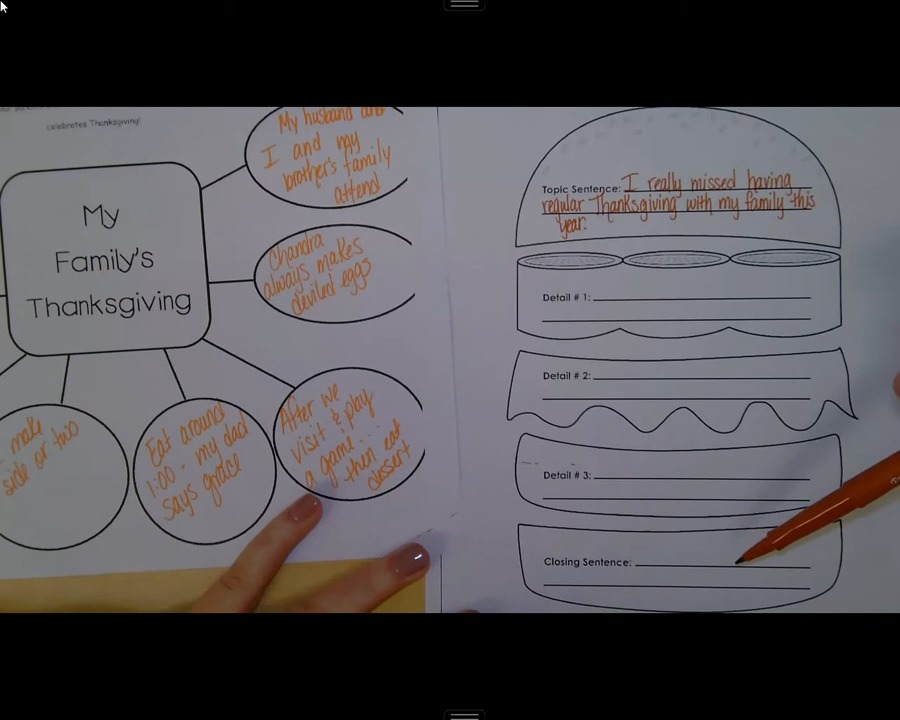 celebrates Thanksgiving!
My
Family's
Thanksgiving
My husband and
I and my
brother's family
attend
Chandra
always makes
deviled eggs
After we
visit & play
a game...
then eat
dessert
Eat around
1:00 - my dad
says grace
make
side or two
Topic Sentence: I really missed having
regular Thanksgiving with my family this
year.
Detail # 1:
Detail # 2:
Detail # 3:
Closing Sentence: